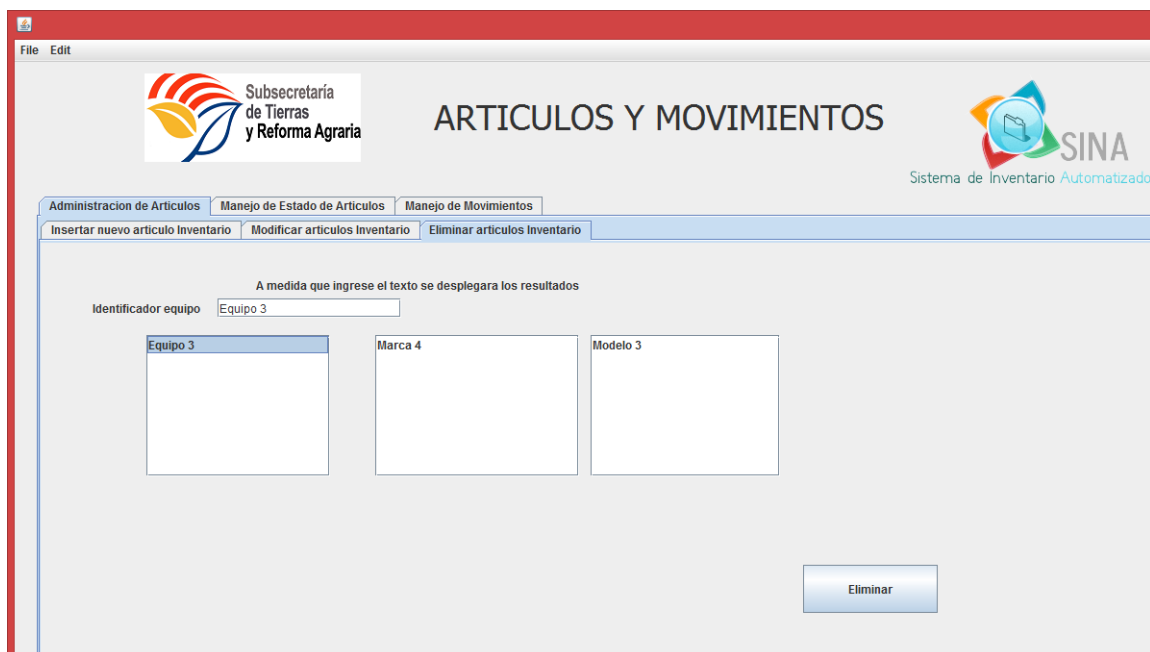 File Edit
Subsecretaría
de Tierras
y Reforma Agraria
ARTICULOS Y MOVIMIENTOS
SINA
Sistema de Inventario Automatizado
Administracion de Articulos Manejo de Estado de Articulos Manejo de Movimientos
Insertar nuevo articulo Inventario Modificar articulos Inventario Eliminar articulos Inventario
A medida que ingrese el texto se desplegara los resultados
Identificador equipo Equipo 3
Equipo 3 Marca 4 Modelo 3
Eliminar